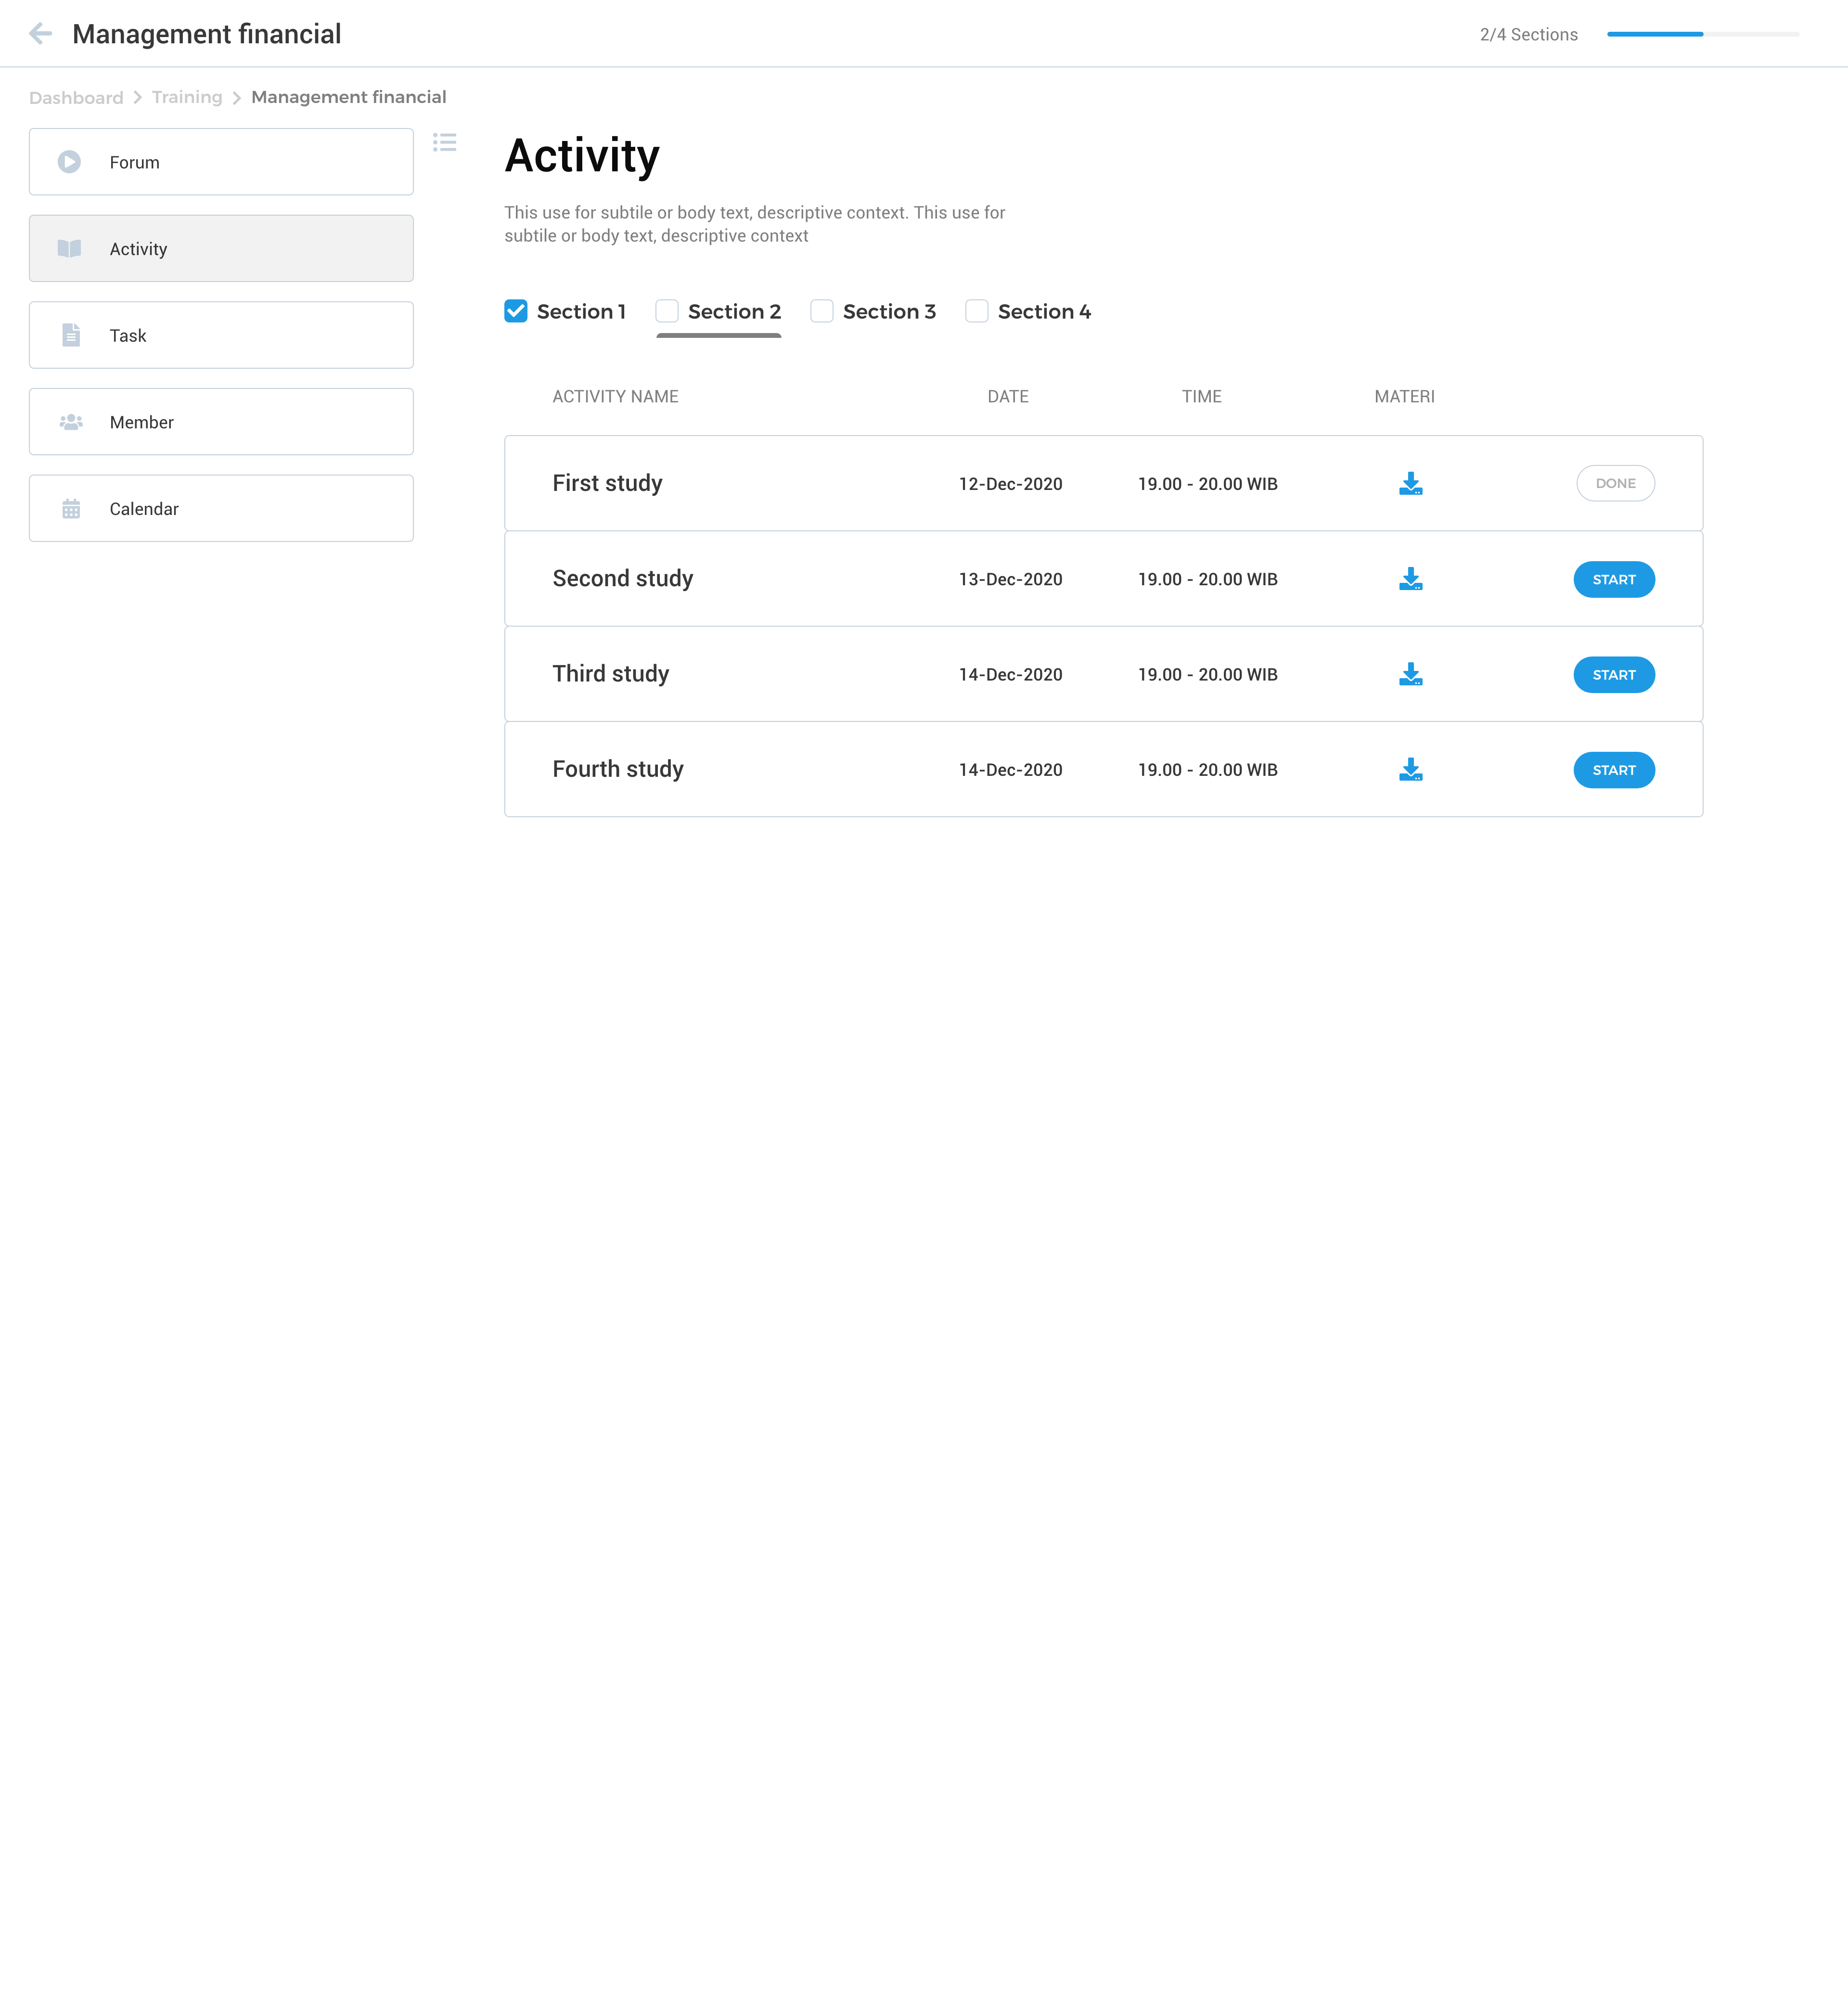 Management financial
2/4 Sections
Dashboard Training Management financial
Forum
Activity
Task
Member
Calendar
Activity
This use for subtile or body text, descriptive context. This use for
subtile or body text, descriptive context
Section 1 Section 2 Section 3 Section 4
ACTIVITY NAME DATE TIME MATERI
First study 12-Dec-2020 19.00 - 20.00 WIB DONE
Second study 13-Dec-2020 19.00 - 20.00 WIB START
Third study 14-Dec-2020 19.00 - 20.00 WIB START
Fourth study 14-Dec-2020 19.00 - 20.00 WIB START